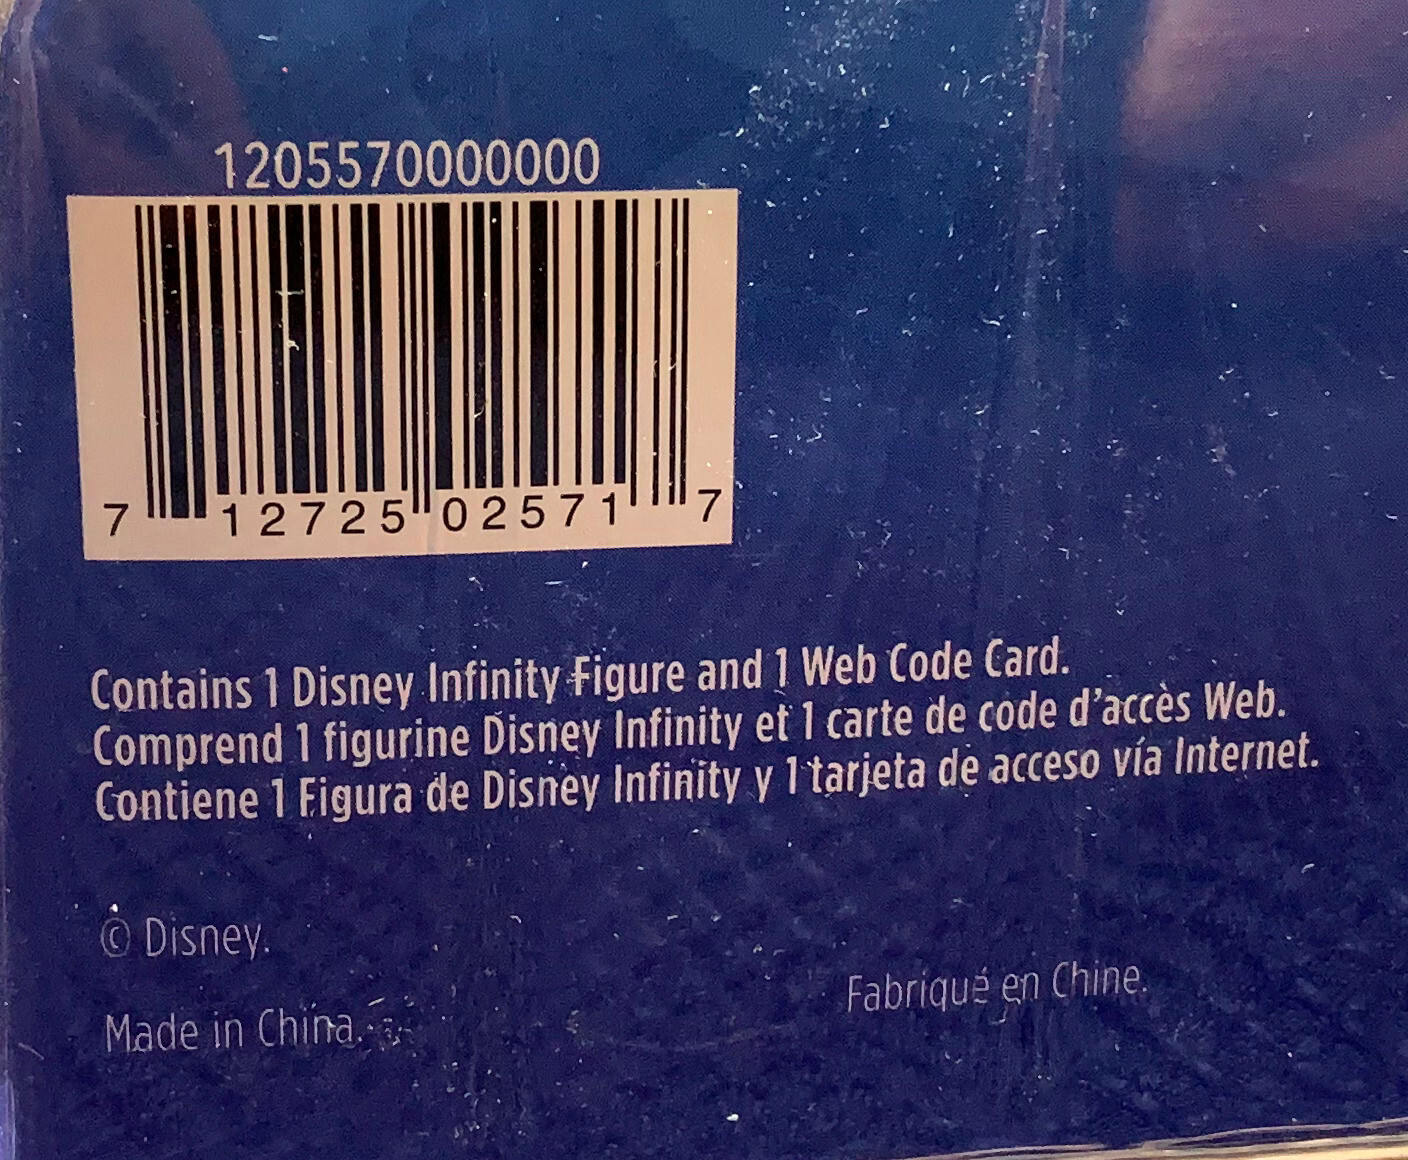 1205570000000
7 12725 02571 7
Contains 1 Disney Infinity Figure and 1 Web Code Card.
Comprend 1 figurine Disney Infinity et 1 carte de code d'accès Web.
Contiene 1 Figura de Disney Infinity y 1 tarjeta de acceso vía Internet.
© Disney.
Made in China.
Fabriqué en Chine.